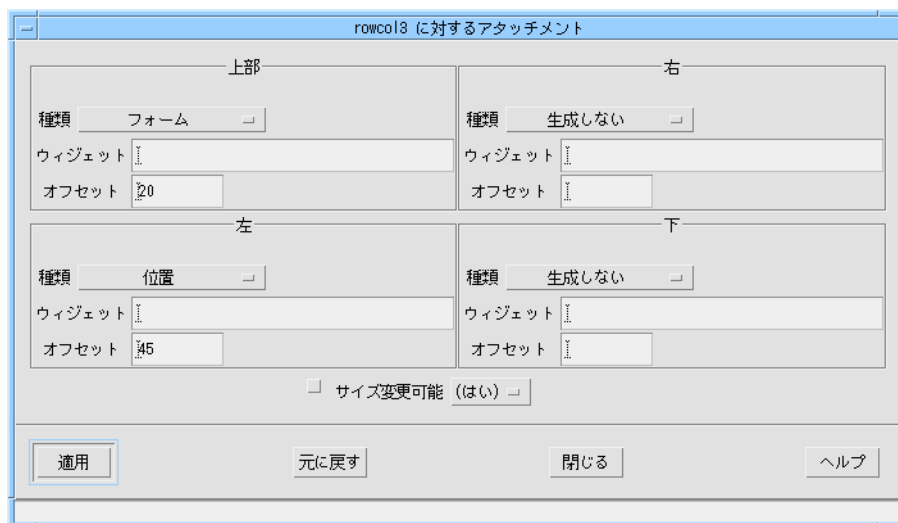 rowcol3 に対するアタッチメント
上部
種類 フォーム
ウィジェット
オフセット 20
右
種類 生成しない
ウィジェット
オフセット
左
種類 位置
ウィジェット
オフセット 45
下
種類 生成しない
ウィジェット
オフセット
サイズ変更可能 (はい)
適用 元に戻す 閉じる ヘルプ